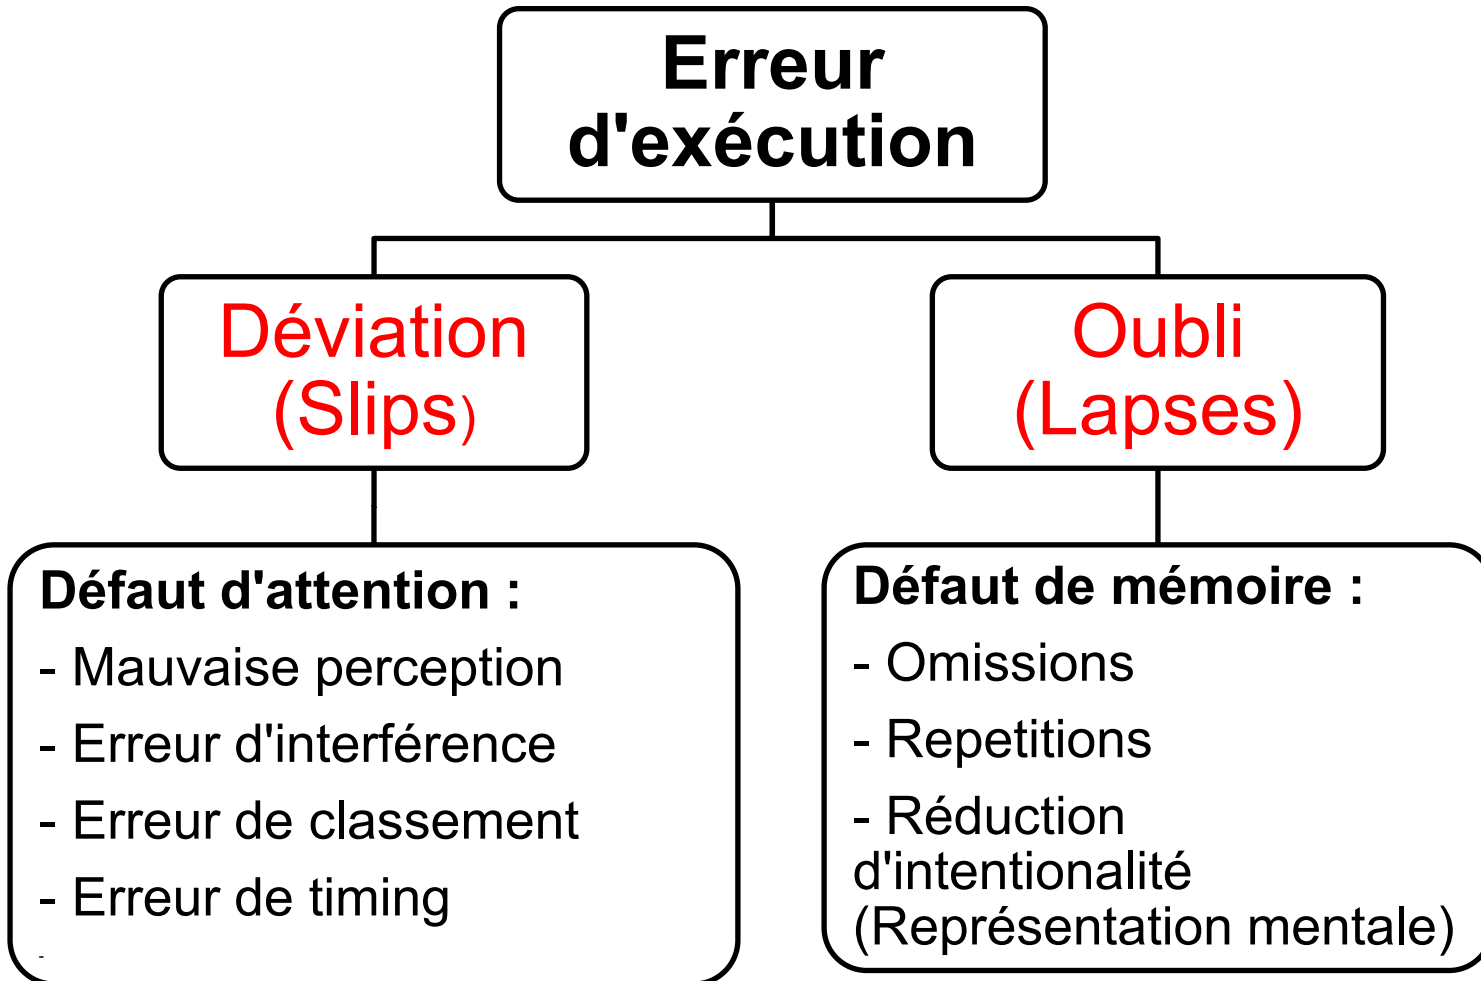 Erreur
d'exécution
Déviation
(Slips)
Oubli
(Lapses)
Défaut d'attention :
- Mauvaise perception
- Erreur d'interférence
- Erreur de classement
- Erreur de timing
-
Défaut de mémoire :
- Omissions
- Repetitions
- Réduction
d'intentionalité
(Représentation mentale)